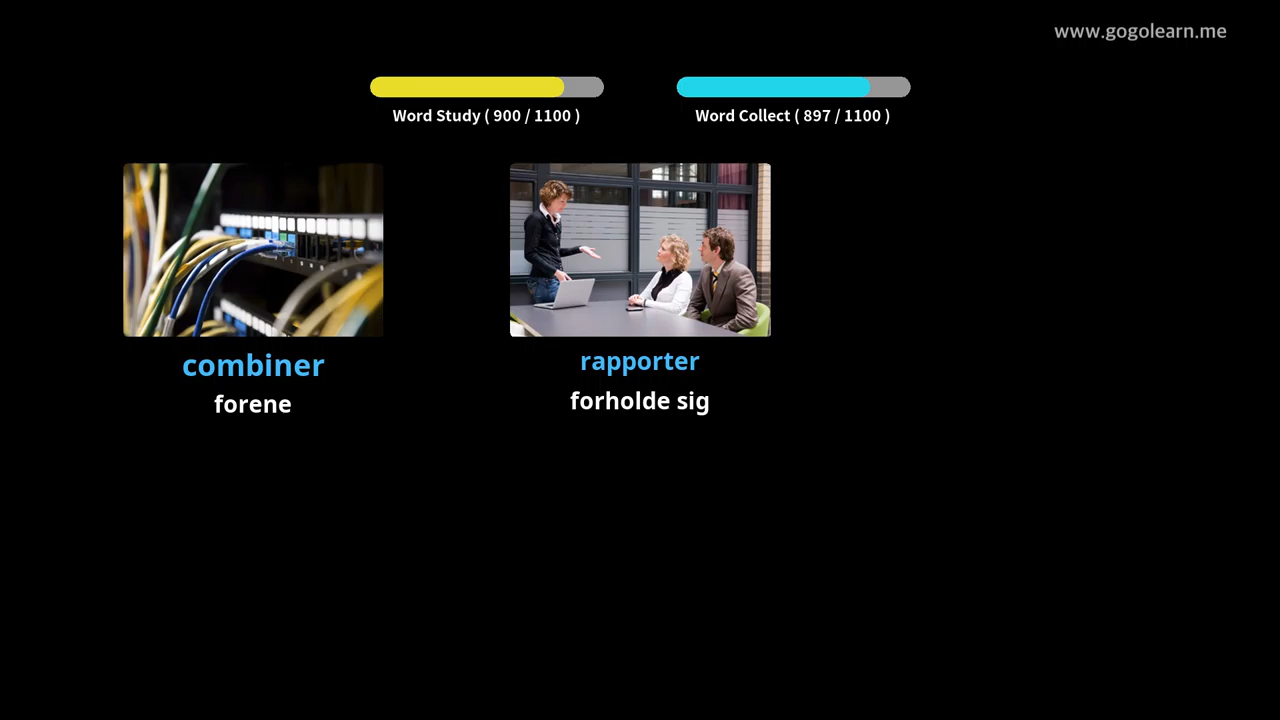 www.gogolearn.me
Word Study ( 900 / 1100 )
Word Collect ( 897 / 1100 )
combiner
forene
rapporter
forholde sig